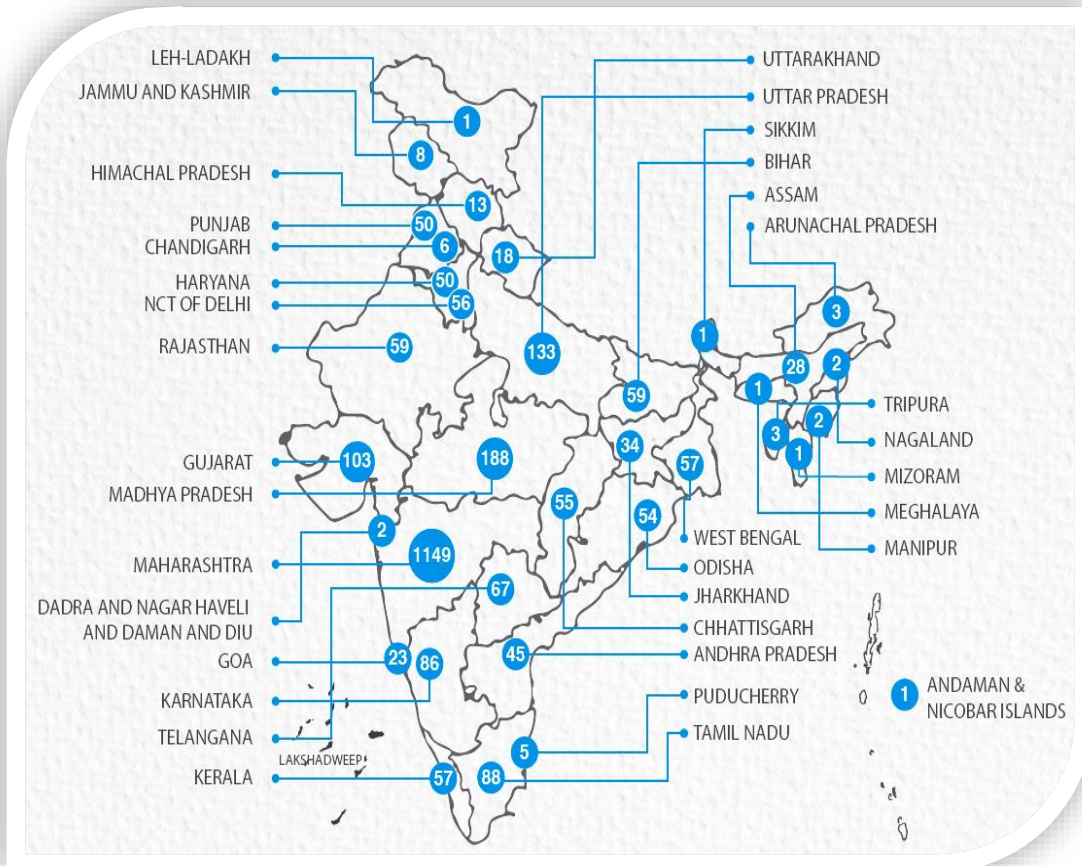 LEH-LADAKH
JAMMU AND KASHMIR
HIMACHAL PRADESH
PUNJAB
CHANDIGARH
HARYANA
NCT OF DELHI
RAJASTHAN
GUJARAT
MADHYA PRADESH
MAHARASHTRA
DADRA AND NAGAR HAVELI
AND DAMAN AND DIU
GOA
KARNATAKA
TELANGANA
LAKSHADWEEP
KERALA
1
8
13
50
6
18
50
56
59
133
1
3
28
2
1
59
2
3
1
34
103
188
57
55
54
2
1149
67
23
86
45
5
57
88
UTTARAKHAND
UTTAR PRADESH
SIKKIM
BIHAR
ASSAM
ARUNACHAL PRADESH
TRIPURA
NAGALAND
MIZORAM
MEGHALAYA
MANIPUR
WEST BENGAL
ODISHA
JHARKHAND
CHHATTISGARH
ANDHRA PRADESH
PUDUCHERRY
TAMIL NADU
1
ANDAMAN &
NICOBAR ISLANDS